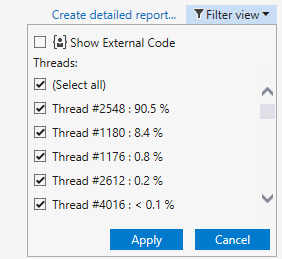 Create detailed report... Filter view
Show External Code
Threads:
(Select all)
Thread #2548 : 90.5 %
Thread #1180 : 8.4 %
Thread #1176 : 0.8 %
Thread #2612 : 0.2 %
Thread #4016 : < 0.1 %
Apply Cancel